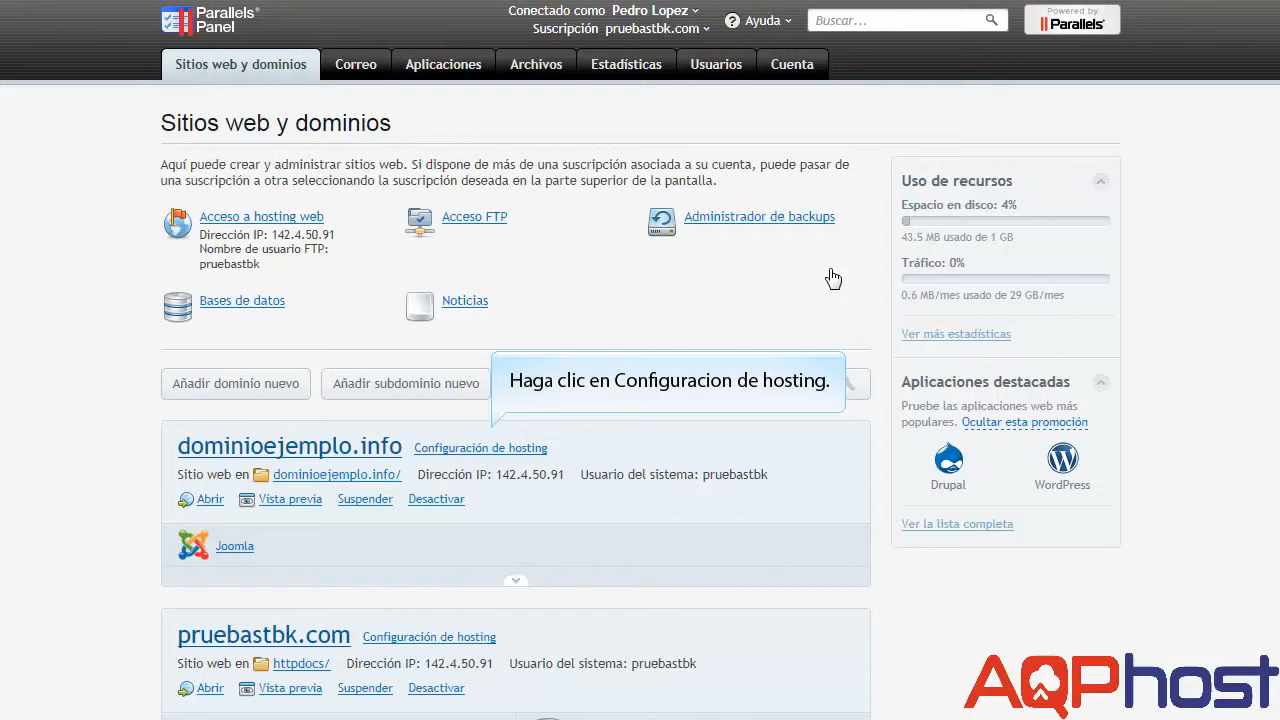 Parallels® Panel
Conectado como Pedro Lopez
Suscripción pruebastbk.com
? Ayuda
Buscar...
Powered by
Parallels®
Sitios web y dominios Correo Aplicaciones Archivos Estadísticas Usuarios Cuenta
Sitios web y dominios
Aquí puede crear y administrar sitios web. Si dispone de más de una suscripción asociada a su cuenta, puede pasar de
una suscripción a otra seleccionando la suscripción deseada en la parte superior de la pantalla.
Acceso a hosting web
Dirección IP: 142.4.50.91
Nombre de usuario FTP:
pruebastbk
Acceso FTP
Administrador de backups
Bases de datos
Noticias
Añadir dominio nuevo
Añadir subdominio nuevo
Haga clic en Configuracion de hosting.
dominioejemplo.info Configuración de hosting
Sitio web en dominioejemplo.info/ Dirección IP: 142.4.50.91 Usuario del sistema: pruebastbk
Abrir Vista previa Suspender Desactivar
Joomla
pruebastbk.com Configuración de hosting
Sitio web en httpdocs/ Dirección IP: 142.4.50.91 Usuario del sistema: pruebastbk
Abrir Vista previa Suspender Desactivar
Uso de recursos
Espacio en disco: 4%
43.5 MB usado de 1 GB
Tráfico: 0%
0.6 MB/mes usado de 29 GB/mes
Ver más estadísticas
Aplicaciones destacadas
Pruebe las aplicaciones web más
populares. Ocultar esta promoción
Drupal WordPress
Ver la lista completa
AQPhost